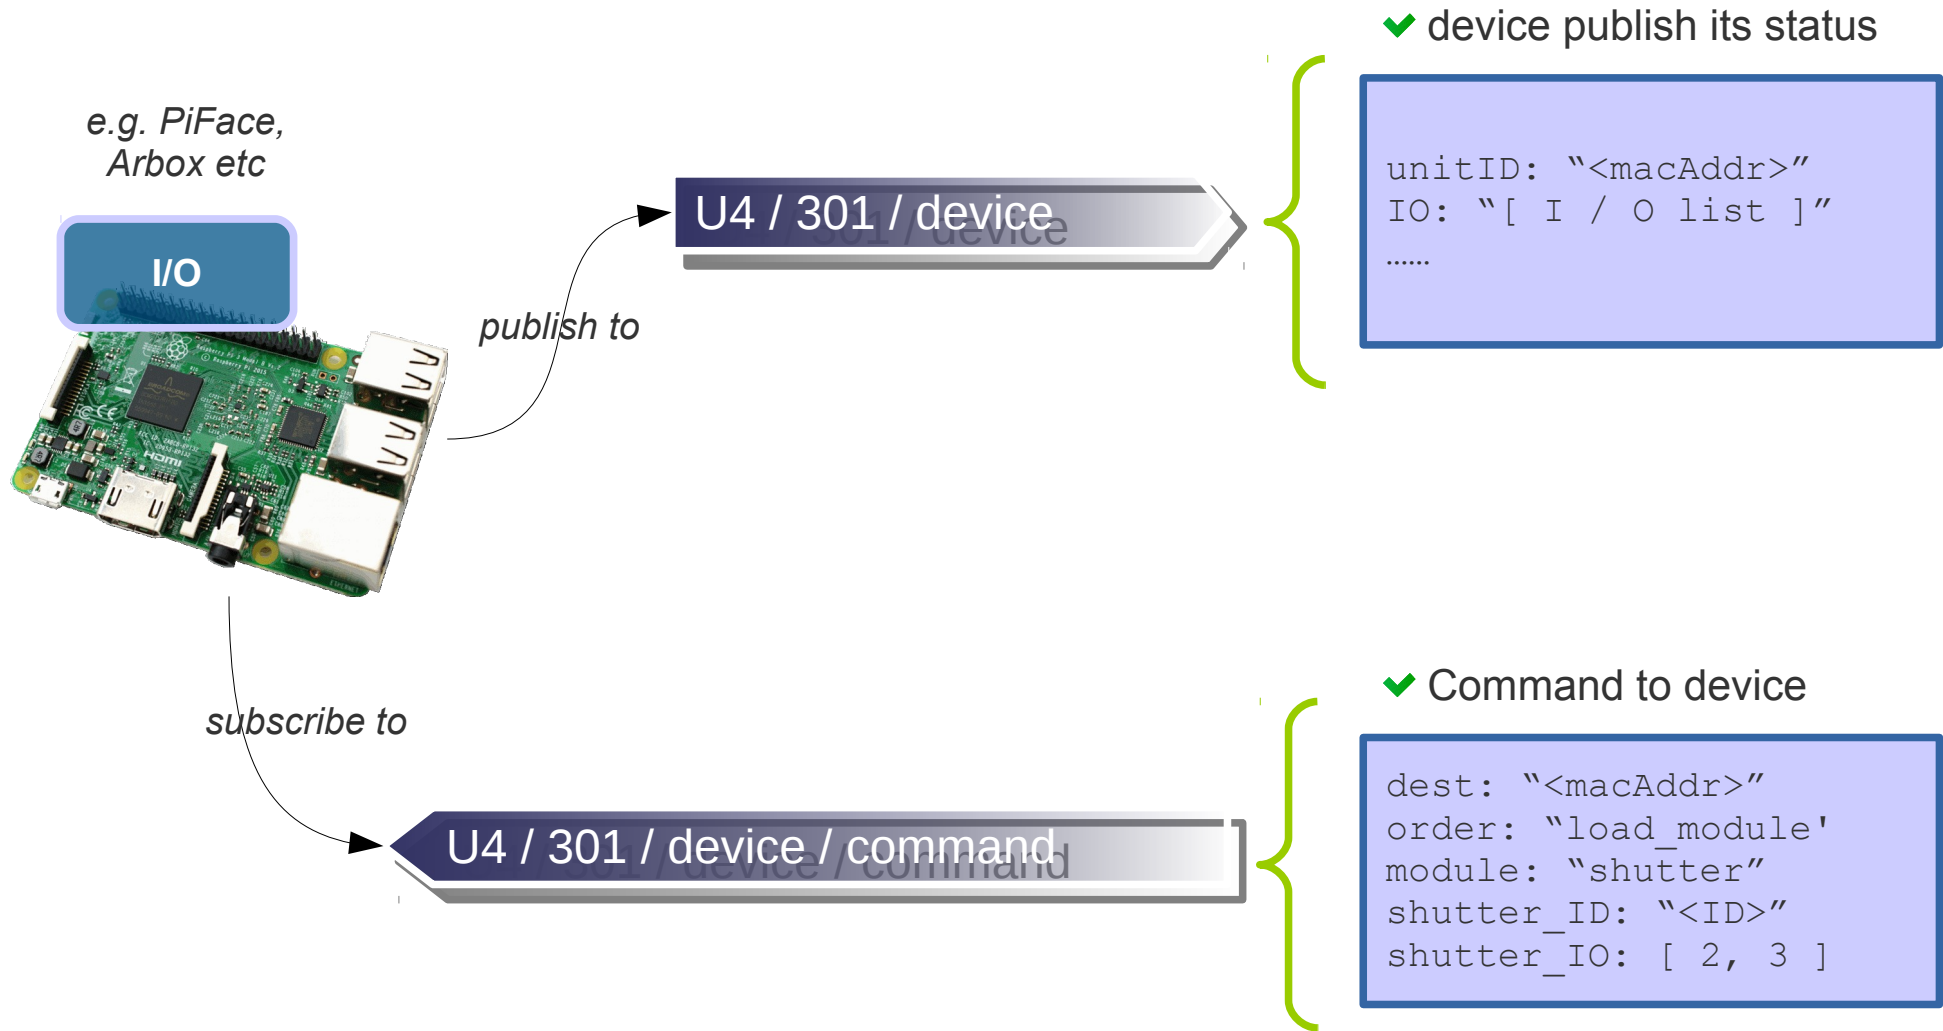 ✔ device publish its status
e.g. PiFace,
Arbox etc
I/O
U4 / 301 / device
publish to
unitID: “<macAddr>”
IO: “[ I / O list ]”
……
HDMI
subscribe to
U4 / 301 / device / command
✔ Command to device
dest: “<macAddr>”
order: “load_module'
module: “shutter”
shutter_ID: “<ID>”
shutter_IO: [ 2, 3 ]